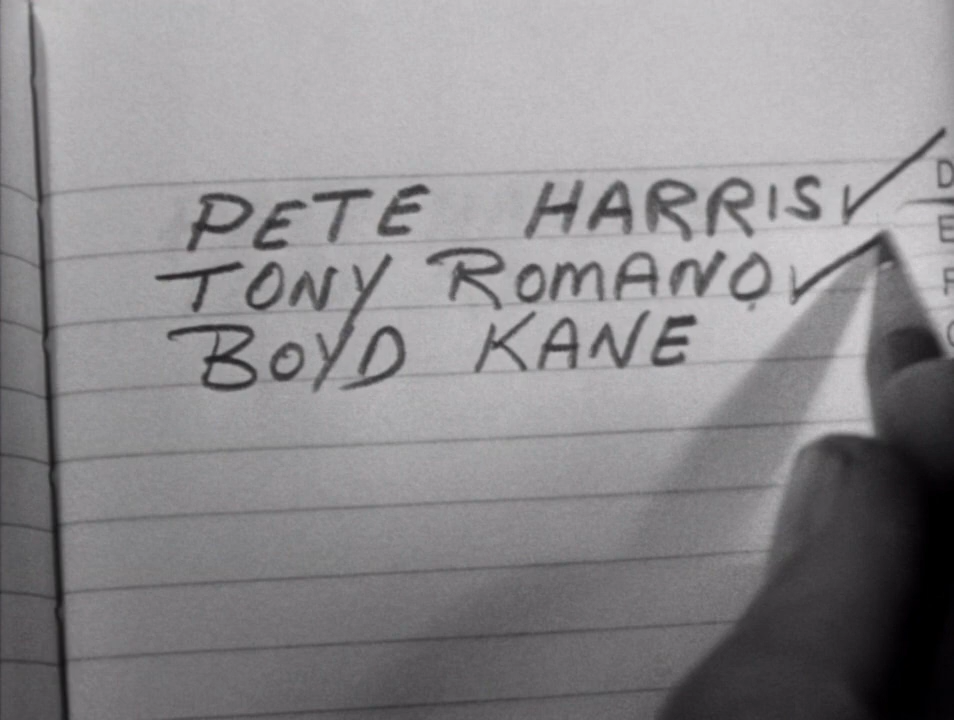 PETE HARRIS ✓
TONY ROMANO ✓
BOYD KANE
D
E
F